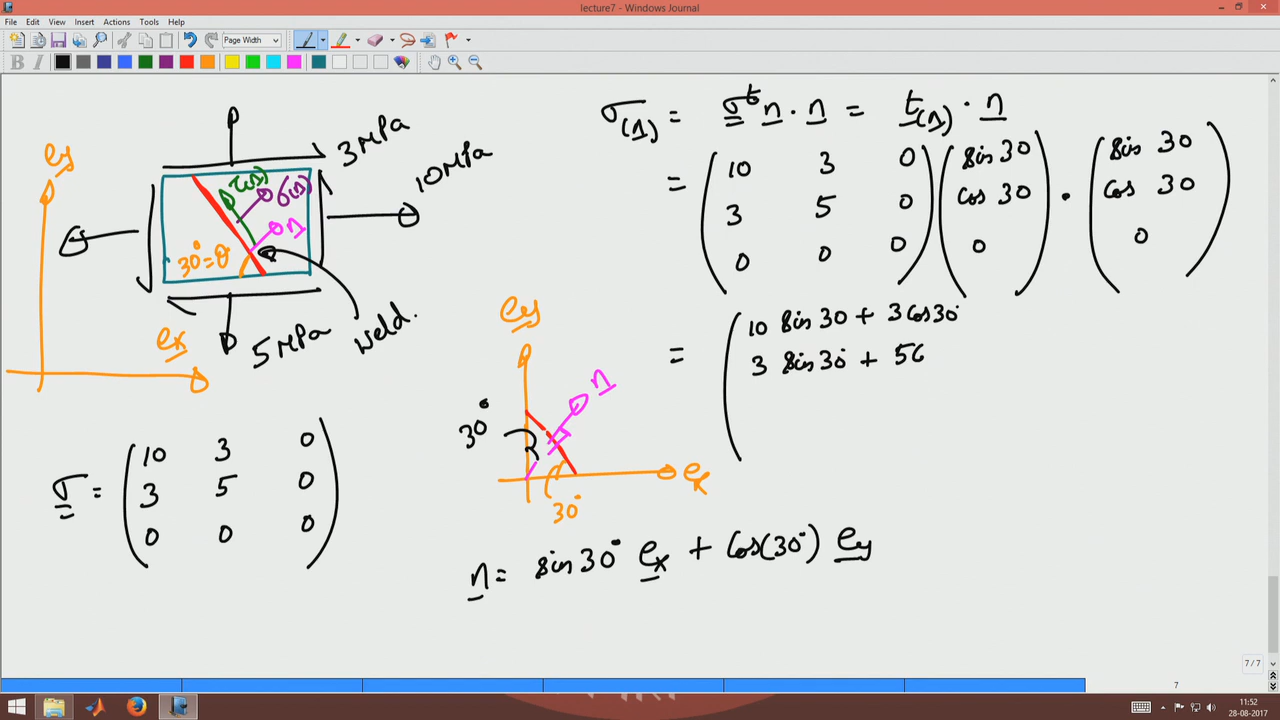 lecture7 - Windows Journal
File Edit View Insert Actions Tools Help
Page Width
B I
ey
3 MPa
10 MPa
τ(n)
σ(n)
n
30° = θ
ex
5 MPa
Weld.
σ = ( 10 3 0
3 5 0
0 0 0 )
ey
n
30°
ex
30°
n = sin 30° ex + Cos(30°) ey
σ(n) = σ^t n · n = t(n) · n
= ( 10 3 0 ) ( sin 30 ) · ( sin 30 )
( 3 5 0 ) ( cos 30 ) ( cos 30 )
( 0 0 0 ) ( 0 ) ( 0 )
= ( 10 sin 30 + 3 cos 30°
3 sin 30° + 5C
7 / 7
7
11:52
28-08-2017